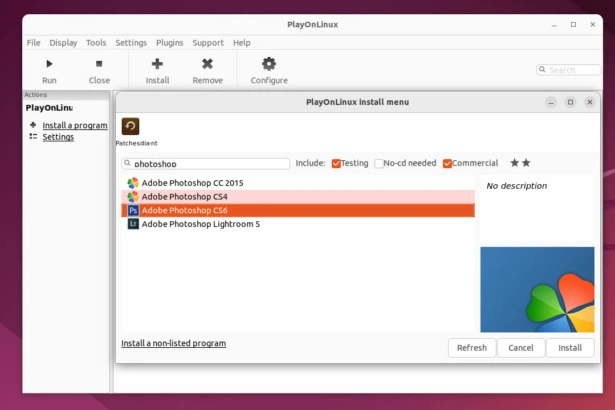 PlayOnLinux
File Display Tools Settings Plugins Support Help
Run Close Install Remove Configure
Search
Actions
PlayOnLinu
Install a program
Settings
PlayOnLinux install menu
Patchesdiant
photoshop
Include: Testing No-cd needed Commercial
Adobe Photoshop CC 2015
Adobe Photoshop CS4
Ps Adobe Photoshop CS6
Lr Adobe Photoshop Lightroom 5
No description
Install a non-listed program
Refresh Cancel Install